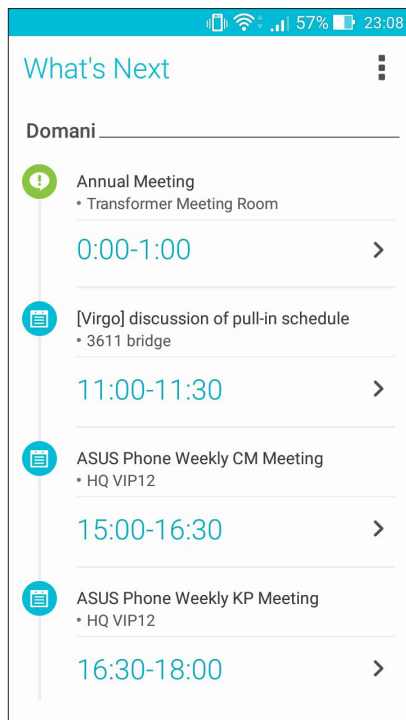 57% 23:08
What's Next
Domani
Annual Meeting
• Transformer Meeting Room
0:00-1:00
[Virgo] discussion of pull-in schedule
• 3611 bridge
11:00-11:30
ASUS Phone Weekly CM Meeting
• HQ VIP12
15:00-16:30
ASUS Phone Weekly KP Meeting
• HQ VIP12
16:30-18:00